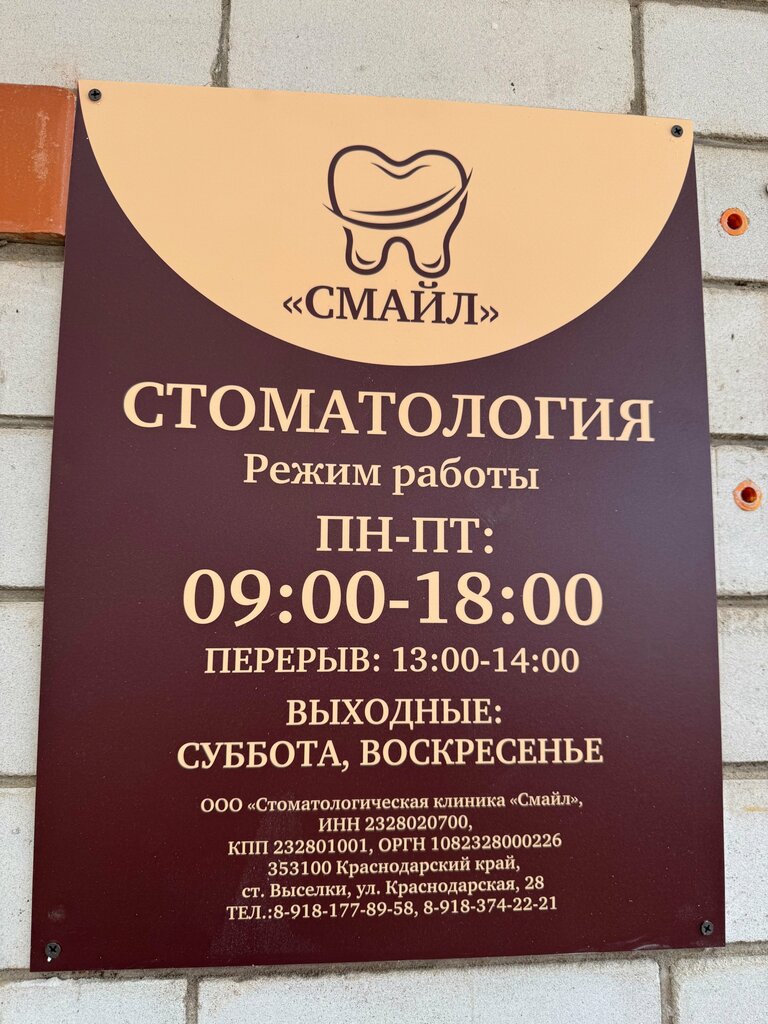 «СМАЙЛ»
СТОМАТОЛОГИЯ
Режим работы
ПН-ПТ:
09:00-18:00
ПЕРЕРЫВ: 13:00-14:00
ВЫХОДНЫЕ:
СУББОТА, ВОСКРЕСЕНЬЕ
ООО «Стоматологическая клиника «Смайл»,
ИНН 2328020700,
КПП 232801001, ОРГН 1082328000226
353100 Краснодарский край,
ст. Выселки, ул. Краснодарская, 28
ТЕЛ.:8-918-177-89-58, 8-918-374-22-21